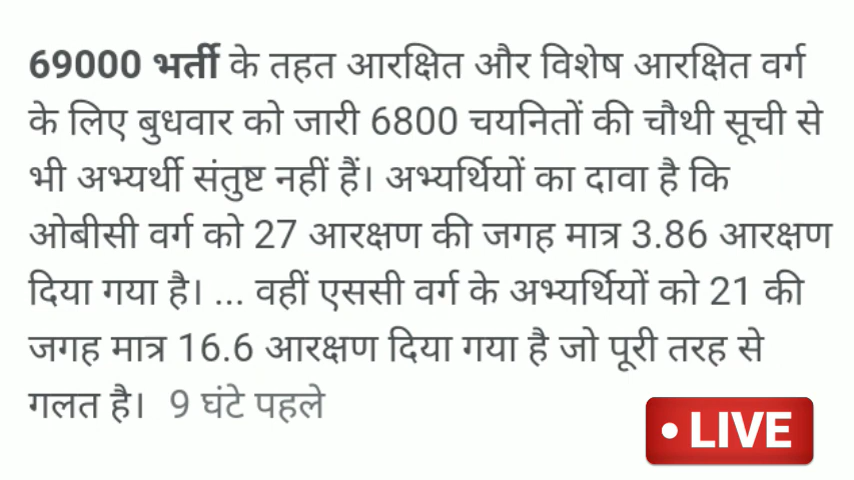 69000 भर्ती के तहत आरक्षित और विशेष आरक्षित वर्ग
के लिए बुधवार को जारी 6800 चयनितों की चौथी सूची से
भी अभ्यर्थी संतुष्ट नहीं हैं। अभ्यर्थियों का दावा है कि
ओबीसी वर्ग को 27 आरक्षण की जगह मात्र 3.86 आरक्षण
दिया गया है। ... वहीं एससी वर्ग के अभ्यर्थियों को 21 की
जगह मात्र 16.6 आरक्षण दिया गया है जो पूरी तरह से
गलत है। 9 घंटे पहले
• LIVE